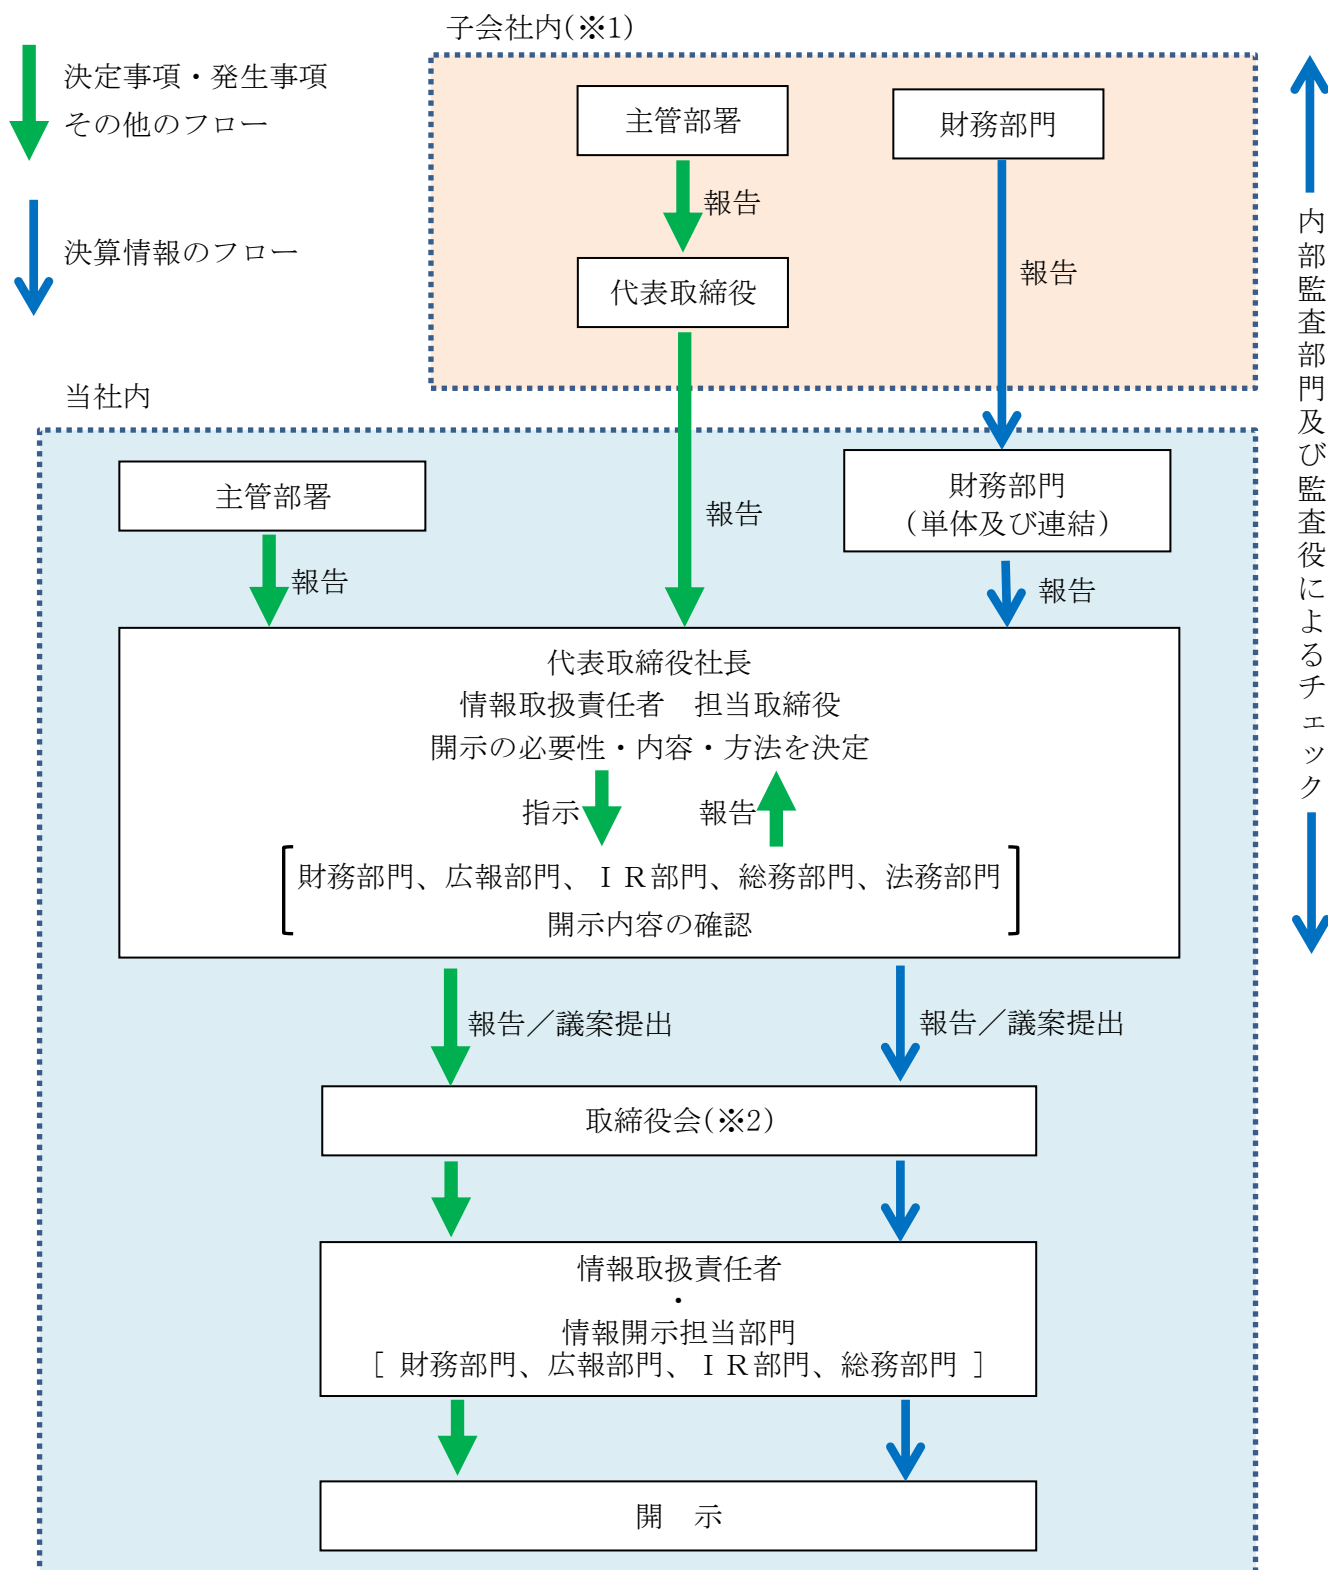 子会社内(※1)
決定事項・発生事項
その他のフロー
決算情報のフロー
主管部署
財務部門
報告
代表取締役
報告
当社内
主管部署
報告
財務部門
（単体及び連結）
報告
報告
代表取締役社長
情報取扱責任者　担当取締役
開示の必要性・内容・方法を決定
指示
報告
財務部門、広報部門、ＩＲ部門、総務部門、法務部門
開示内容の確認
報告／議案提出
報告／議案提出
取締役会(※2)
情報取扱責任者
・
情報開示担当部門
[ 財務部門、広報部門、ＩＲ部門、総務部門 ]
開　示
内部監査部門及び監査役によるチェック